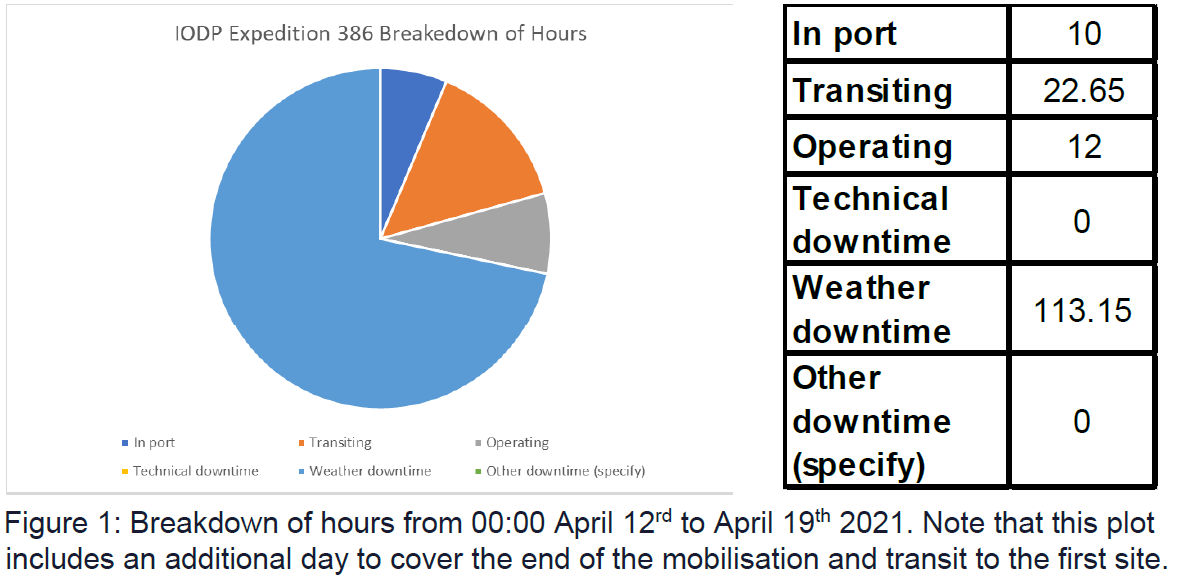 IODP Expedition 386 Breakedown of Hours
In port
Transiting
Operating
Technical downtime
Weather downtime
Other downtime (specify)
In port 10
Transiting 22.65
Operating 12
Technical
downtime 0
Weather
downtime 113.15
Other
downtime 0
(specify)
Figure 1: Breakdown of hours from 00:00 April 12rd to April 19th 2021. Note that this plot
includes an additional day to cover the end of the mobilisation and transit to the first site.